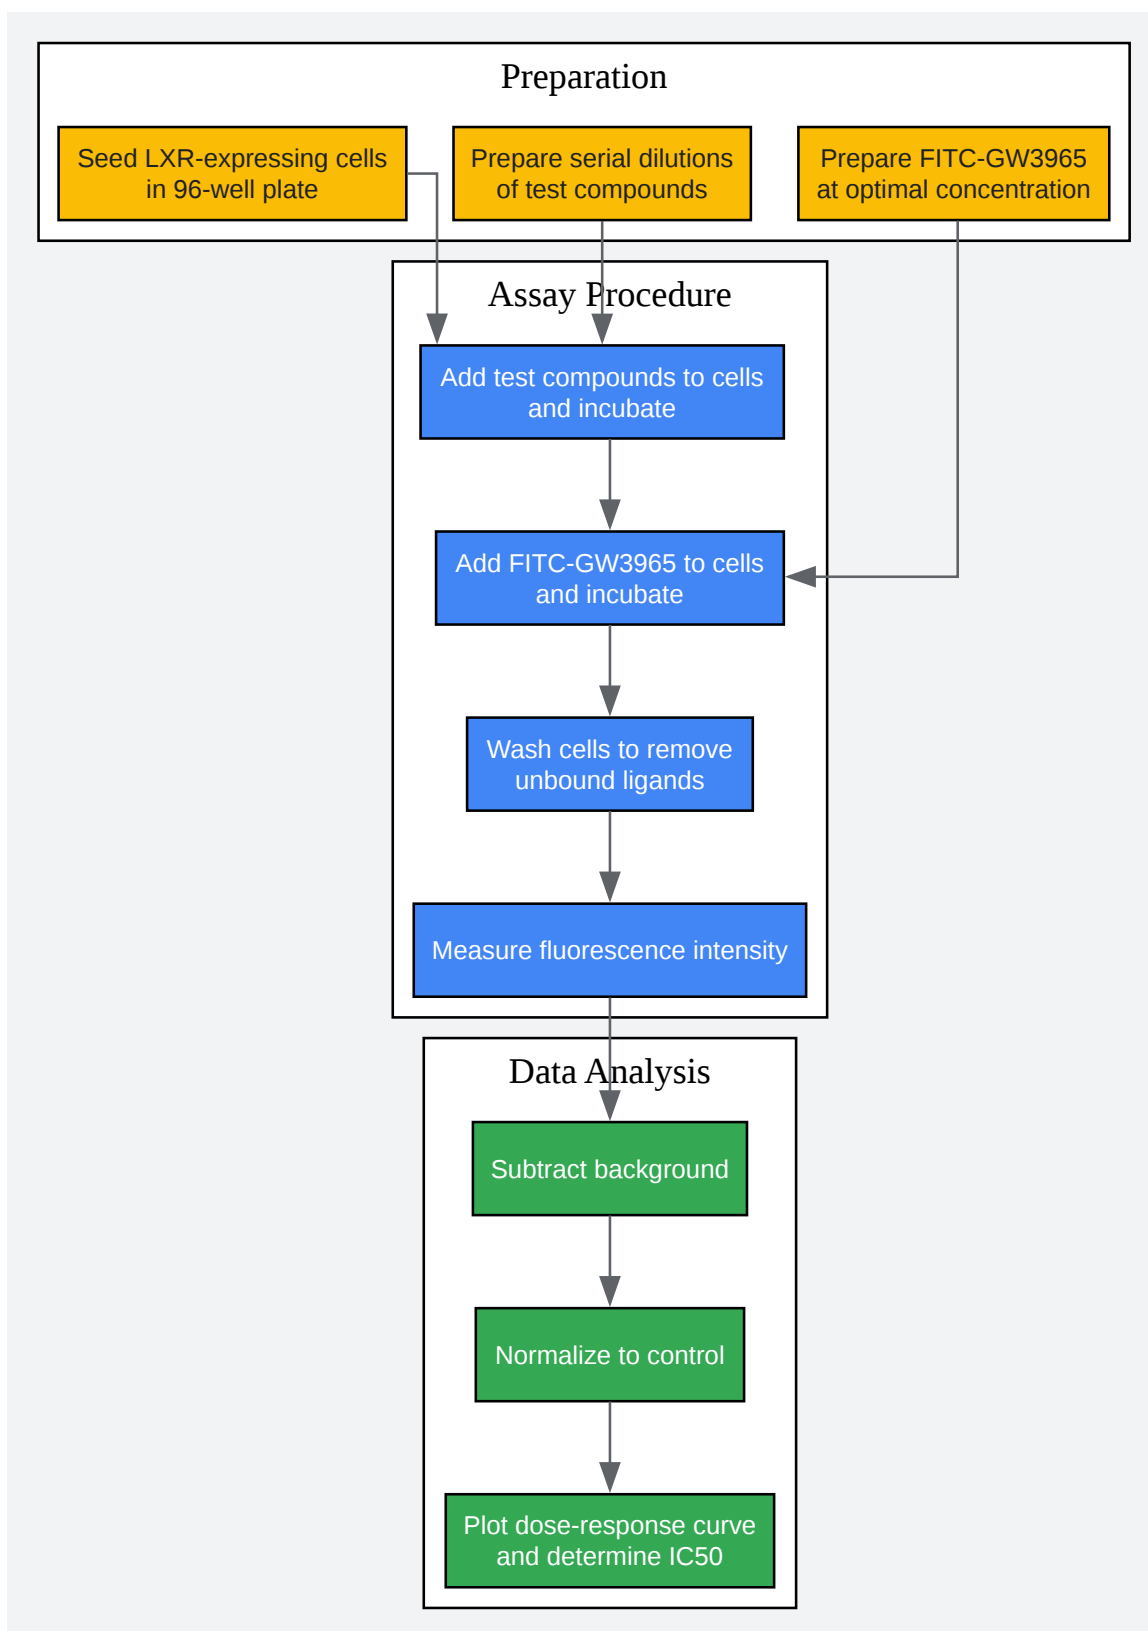 Preparation
Seed LXR-expressing cells
in 96-well plate
Prepare serial dilutions
of test compounds
Prepare FITC-GW3965
at optimal concentration
Assay Procedure
Add test compounds to cells
and incubate
Add FITC-GW3965 to cells
and incubate
Wash cells to remove
unbound ligands
Measure fluorescence intensity
Data Analysis
Subtract background
Normalize to control
Plot dose-response curve
and determine IC50